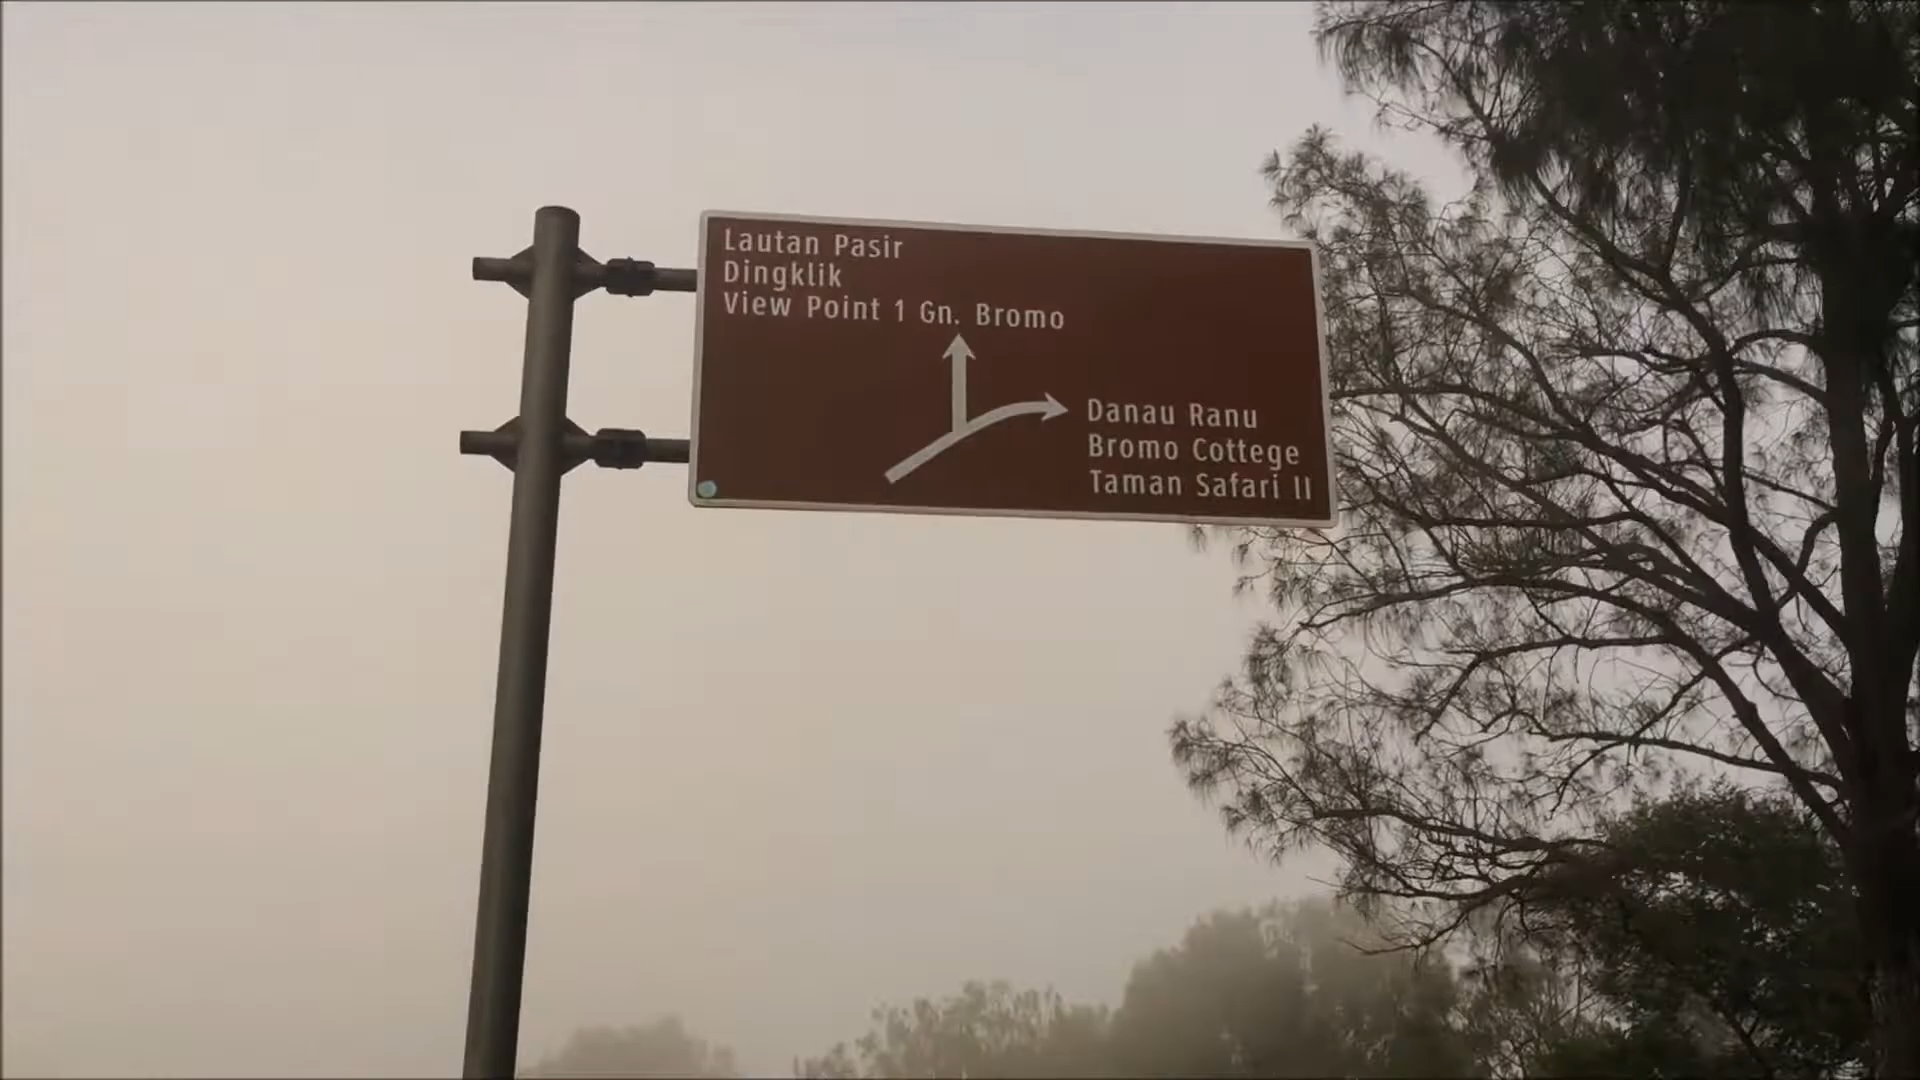 Lautan Pasir
Dingklik
View Point 1 Gn. Bromo
Danau Ranu
Bromo Cottege
Taman Safari II